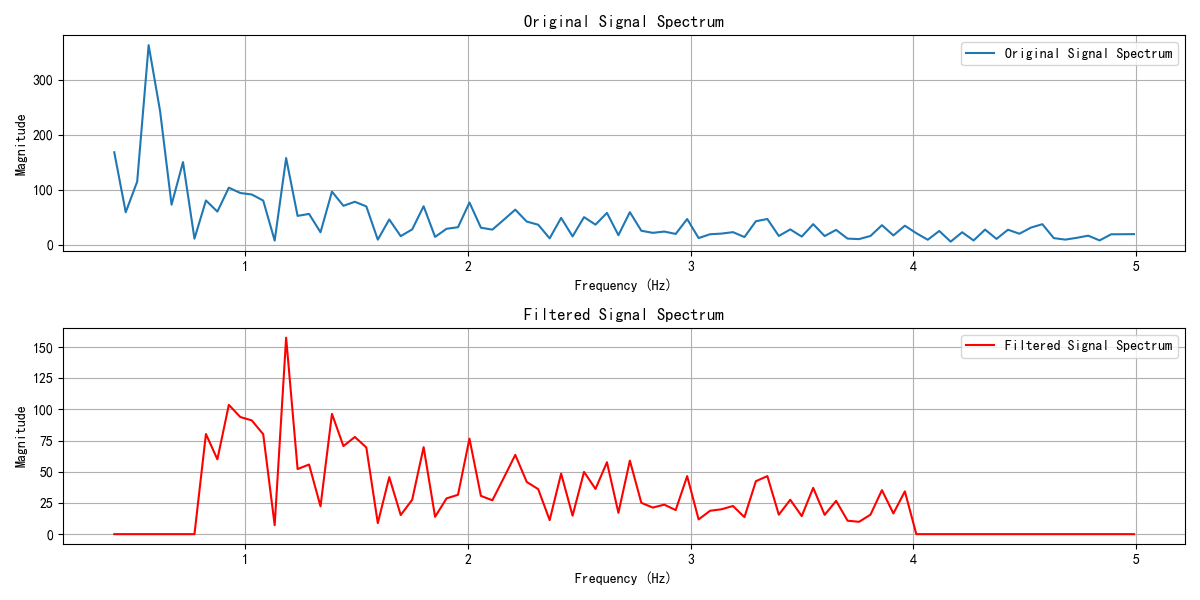 Original Signal Spectrum
Original Signal Spectrum
Magnitude
300
200
100
0
1 2 3 4 5
Frequency (Hz)
Filtered Signal Spectrum
Filtered Signal Spectrum
Magnitude
150
125
100
75
50
25
0
1 2 3 4 5
Frequency (Hz)